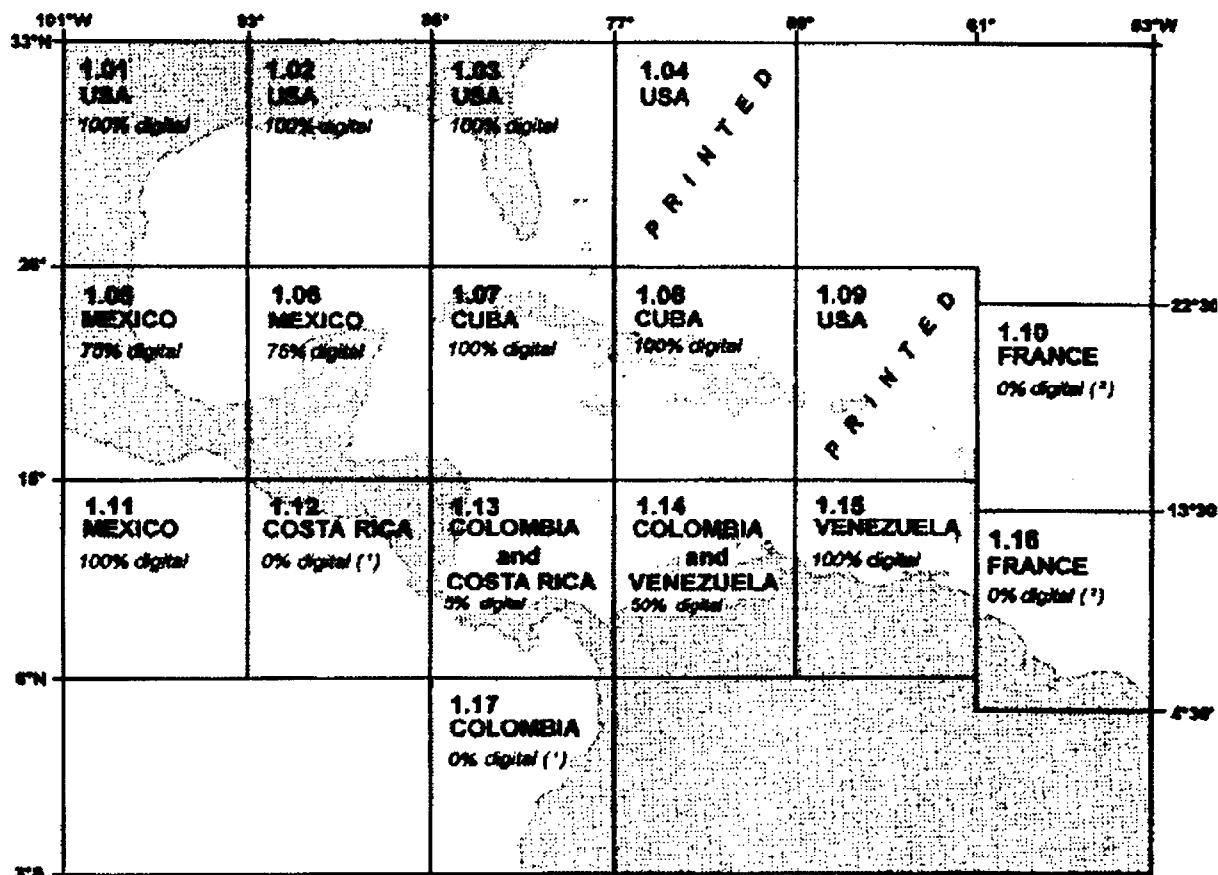 101°W 93° 85° 77° 69° 61° 53°W
33°N
1.01
USA
100% digital
1.02
USA
100% digital
1.03
USA
100% digital
1.04
USA
PRINTED
1.05
MEXICO
75% digital
1.06
MEXICO
75% digital
1.07
CUBA
100% digital
1.08
CUBA
100% digital
1.09
USA
PRINTED
22°30
1.10
FRANCE
0% digital (²)
15°
1.11
MEXICO
100% digital
1.12
COSTA RICA
0% digital (¹)
1.13
COLOMBIA
and
COSTA RICA
5% digital
1.14
COLOMBIA
and
VENEZUELA
50% digital
1.15
VENEZUELA
100% digital
13°30
1.16
FRANCE
0% digital (²)
6°N
4°30'
1.17
COLOMBIA
0% digital (¹)